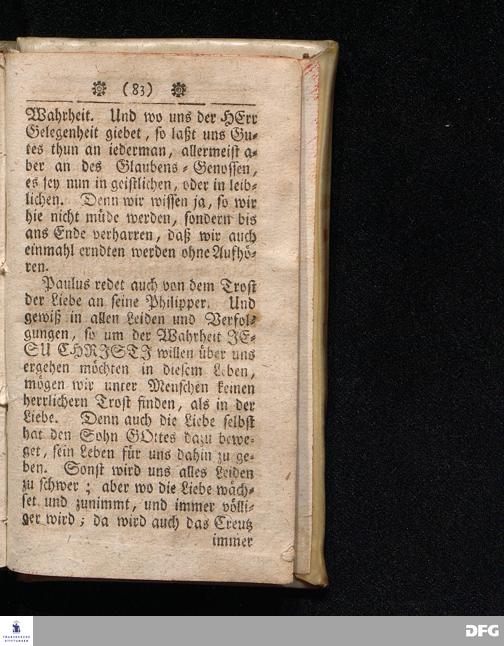 (83)
Wahrheit. Und wo uns der HErr
Gelegenheit giebet, so laßt uns Gu-
tes thun an iederman, allermeist a-
ber an des Glaubens-Genossen,
es sey nun in geistlichen, oder in leib-
lichen. Denn wir wissen ja, so wir
hie nicht müde werden, sondern bis
ans Ende verharren, daß wir auch
einmahl erndten werden ohne Aufhö-
ren.
Paulus redet auch von dem Trost
der Liebe an seine Philipper. Und
gewiß in allen Leiden und Verfol-
gungen, so um der Wahrheit JE-
SU CHRISTI willen über uns
ergehen möchten in diesem Leben,
mögen wir unter Menschen keinen
herrlichern Trost finden, als in der
Liebe. Denn auch die Liebe selbst
hat den Sohn GOttes dazu bewe-
get, sein Leben für uns dahin zu ge-
ben. Sonst wird uns alles Leiden
zu schwer; aber wo die Liebe wäch-
set und zunimmt, und immer völli-
ger wird; da wird auch das Creutz
immer
FRANCKESCHE
STIFTUNGEN
DFG